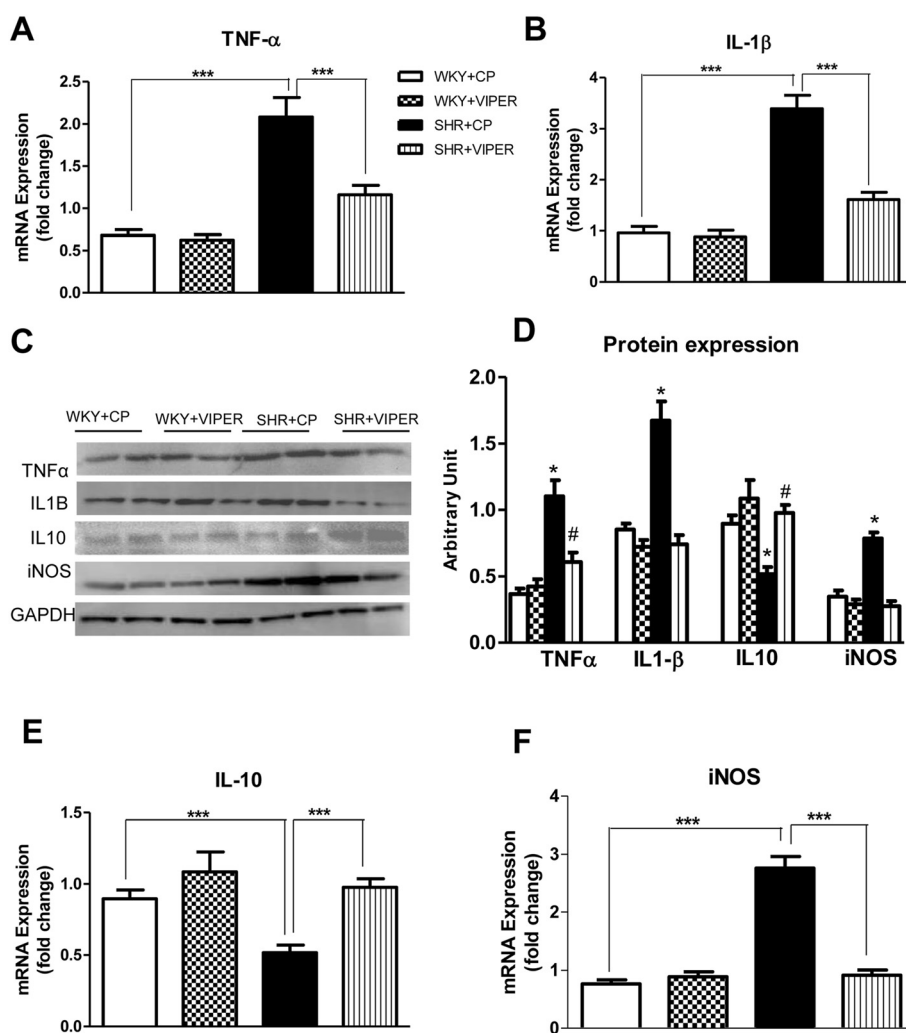 A
TNF-α
mRNA Expression
(fold change)
2.5
2.0
1.5
1.0
0.5
0.0
***
***
WKY+CP
WKY+VIPER
SHR+CP
SHR+VIPER
B
IL-1β
mRNA Expression
(fold change)
4
3
2
1
0
***
***
C
WKY+CP WKY+VIPER SHR+CP SHR+VIPER
TNFα
IL1B
IL10
iNOS
GAPDH
D
Protein expression
Arbitrary Unit
2.0
1.5
1.0
0.5
0.0
*
#
*
*
#
*
TNFα IL1-β IL10 iNOS
E
IL-10
mRNA Expression
(fold change)
1.5
1.0
0.5
0.0
***
***
F
iNOS
mRNA Expression
(fold change)
4
3
2
1
0
***
***